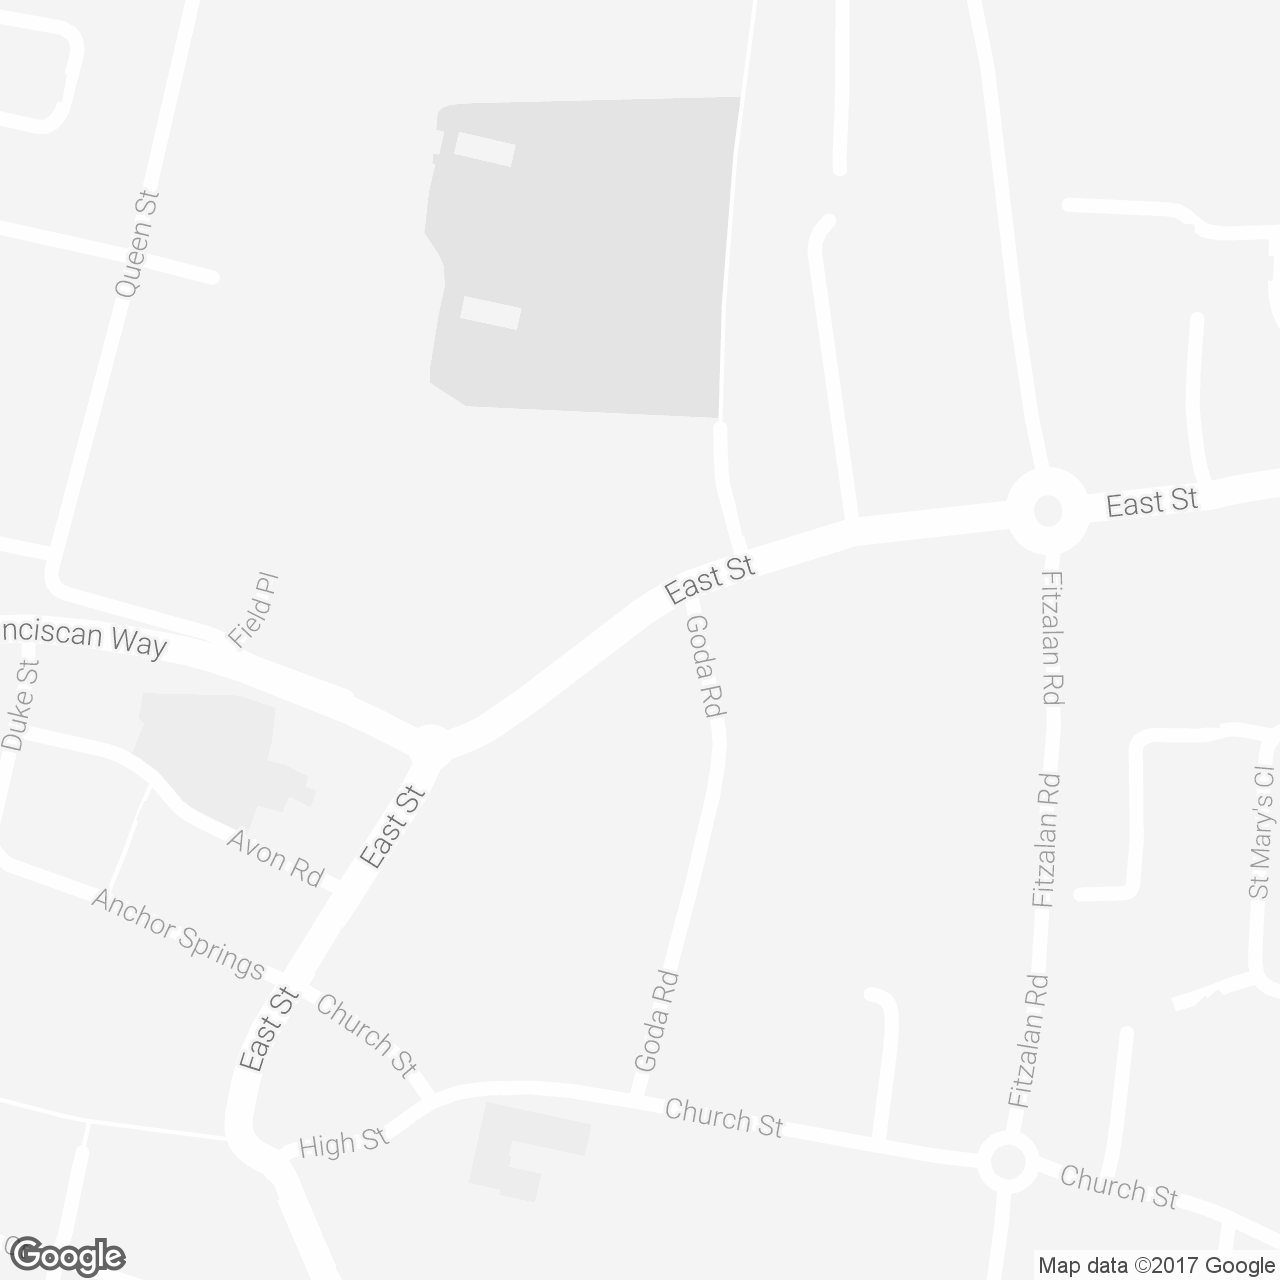 Queen St
East St
Field Pl
East St
Fitzalan Rd
nciscan Way
Goda Rd
Duke St
East St
Fitzalan Rd
St Mary's Cl
Avon Rd
Anchor Springs
East St
Church St
Goda Rd
Fitzalan Rd
High St
Church St
Church St
Google
Map data ©2017 Google